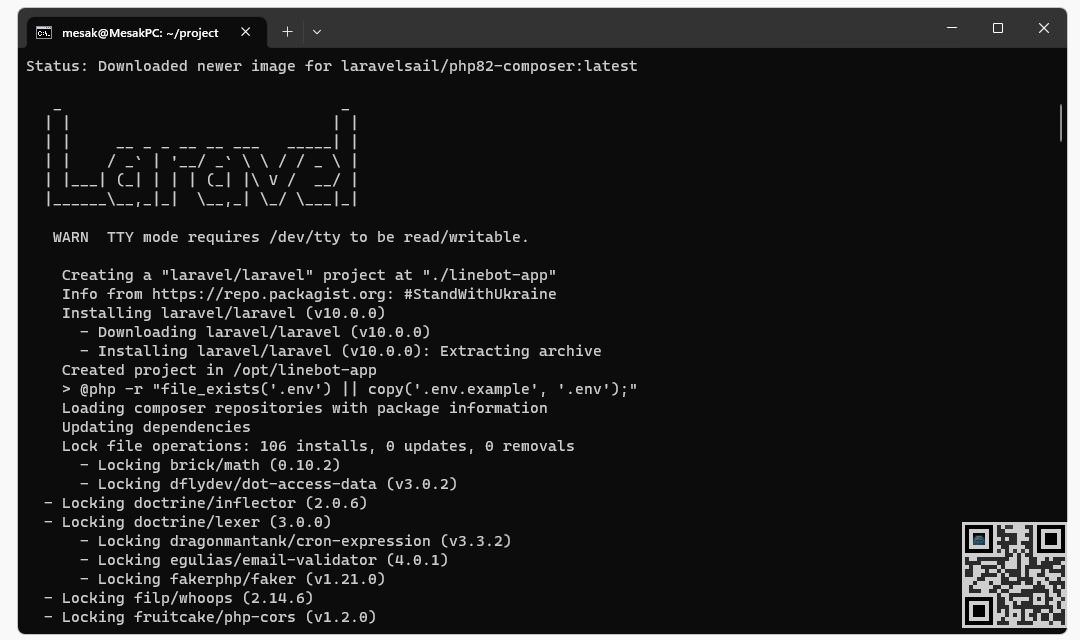 mesak@MesakPC: ~/project
Status: Downloaded newer image for laravelsail/php82-composer:latest
Laravel
WARN  TTY mode requires /dev/tty to be read/writable.
Creating a "laravel/laravel" project at "./linebot-app"
Info from https://repo.packagist.org: #StandWithUkraine
Installing laravel/laravel (v10.0.0)
- Downloading laravel/laravel (v10.0.0)
- Installing laravel/laravel (v10.0.0): Extracting archive
Created project in /opt/linebot-app
> @php -r "file_exists('.env') || copy('.env.example', '.env');"
Loading composer repositories with package information
Updating dependencies
Lock file operations: 106 installs, 0 updates, 0 removals
- Locking brick/math (0.10.2)
- Locking dflydev/dot-access-data (v3.0.2)
- Locking doctrine/inflector (2.0.6)
- Locking doctrine/lexer (3.0.0)
- Locking dragonmantank/cron-expression (v3.3.2)
- Locking egulias/email-validator (4.0.1)
- Locking fakerphp/faker (v1.21.0)
- Locking filp/whoops (2.14.6)
- Locking fruitcake/php-cors (v1.2.0)